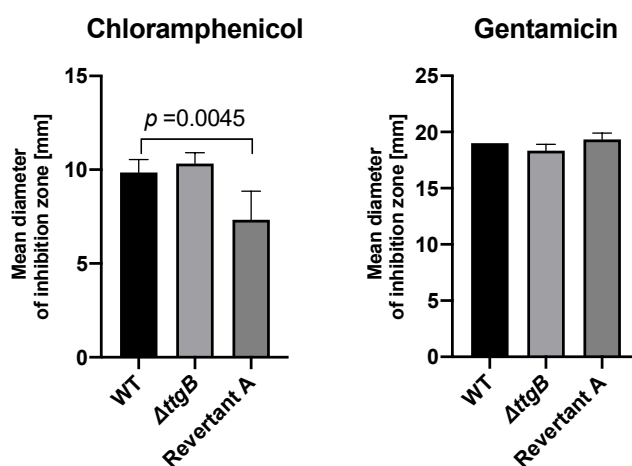 Chloramphenicol
Mean diameter
of inhibition zone [mm]
15
10
5
0
p =0.0045
WT
ΔttgB
Revertant A
Gentamicin
Mean diameter
of inhibition zone [mm]
25
20
15
10
5
0
WT
ΔttgB
Revertant A